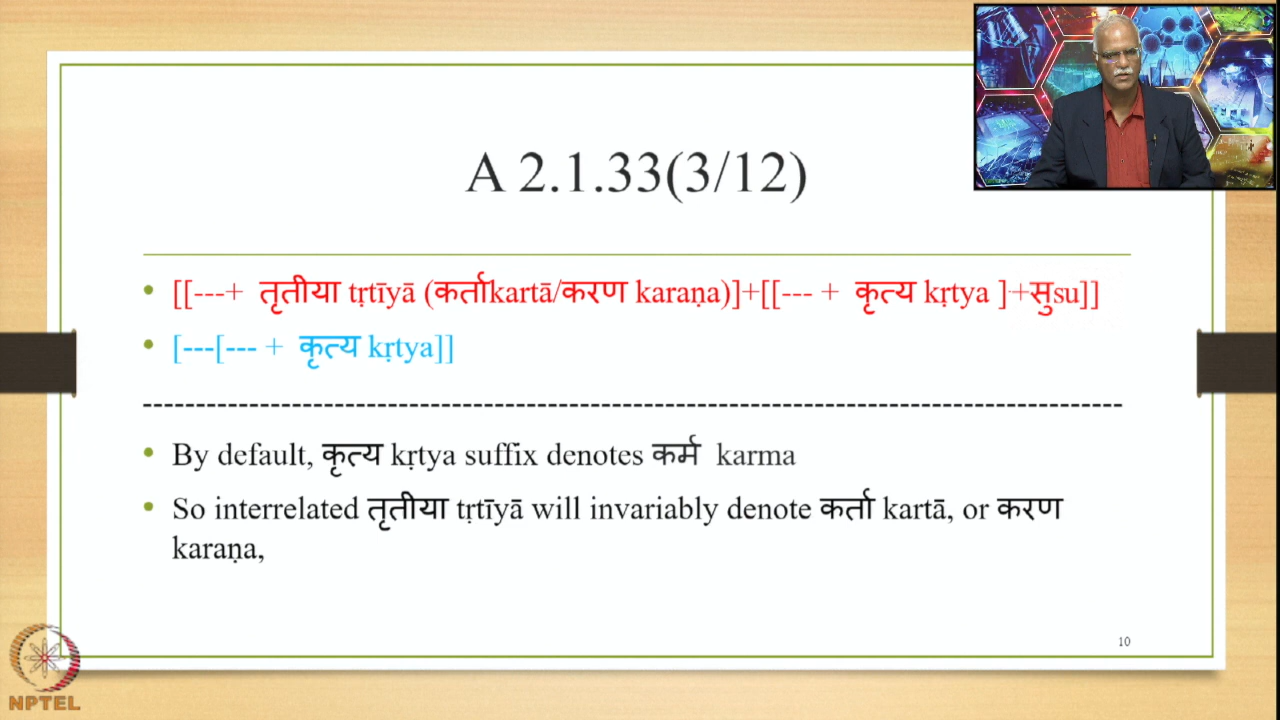 A 2.1.33(3/12)
[[---+ तृतीया tṛtīyā (कर्ताkartā/करण karaṇa)]+[[--- + कृत्य kṛtya ]+सुsu]]
[---[--- + कृत्य kṛtya]]
-----------------------------------------------------------------------------------------
By default, कृत्य kṛtya suffix denotes कर्म karma
So interrelated तृतीया tṛtīyā will invariably denote कर्ता kartā, or करण
karaṇa,
10
NPTEL